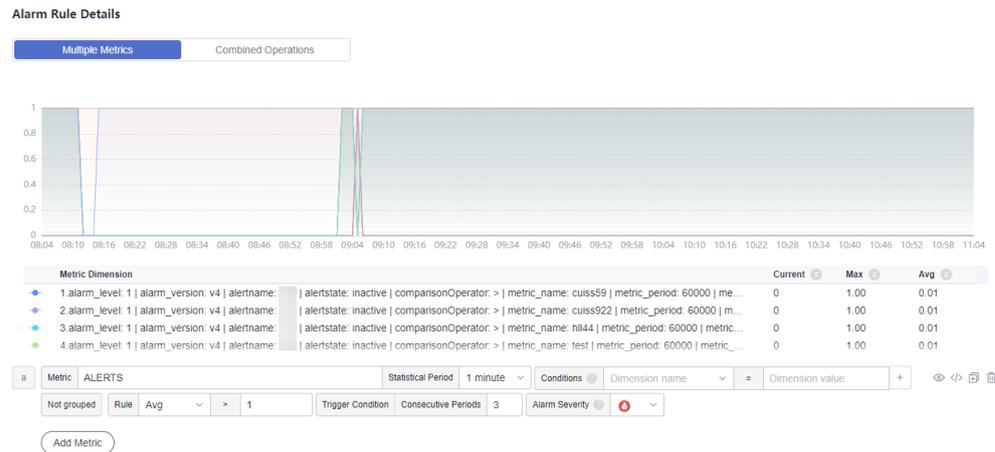 Alarm Rule Details
Multiple Metrics Combined Operations
1
0.8
0.6
0.4
0.2
0
08:04 08:10 08:16 08:22 08:28 08:34 08:40 08:46 08:52 08:58 09:04 09:10 09:16 09:22 09:28 09:34 09:40 09:46 09:52 09:58 10:04 10:10 10:16 10:22 10:28 10:34 10:40 10:46 10:52 10:58 11:04
Metric Dimension Current Max Avg
1.alarm_level: 1 | alarm_version: v4 | alertname: | alertstate: inactive | comparisonOperator: > | metric_name: cuiss59 | metric_period: 60000 | me... 0 1.00 0.01
2.alarm_level: 1 | alarm_version: v4 | alertname: | alertstate: inactive | comparisonOperator: > | metric_name: cuiss922 | metric_period: 60000 | m... 0 1.00 0.01
3.alarm_level: 1 | alarm_version: v4 | alertname: | alertstate: inactive | comparisonOperator: > | metric_name: hll44 | metric_period: 60000 | metric... 0 1.00 0.01
4.alarm_level: 1 | alarm_version: v4 | alertname: | alertstate: inactive | comparisonOperator: > | metric_name: test | metric_period: 60000 | metric_... 0 1.00 0.01
a Metric ALERTS Statistical Period 1 minute Conditions Dimension name = Dimension value +
Not grouped Rule Avg > 1 Trigger Condition Consecutive Periods 3 Alarm Severity
Add Metric